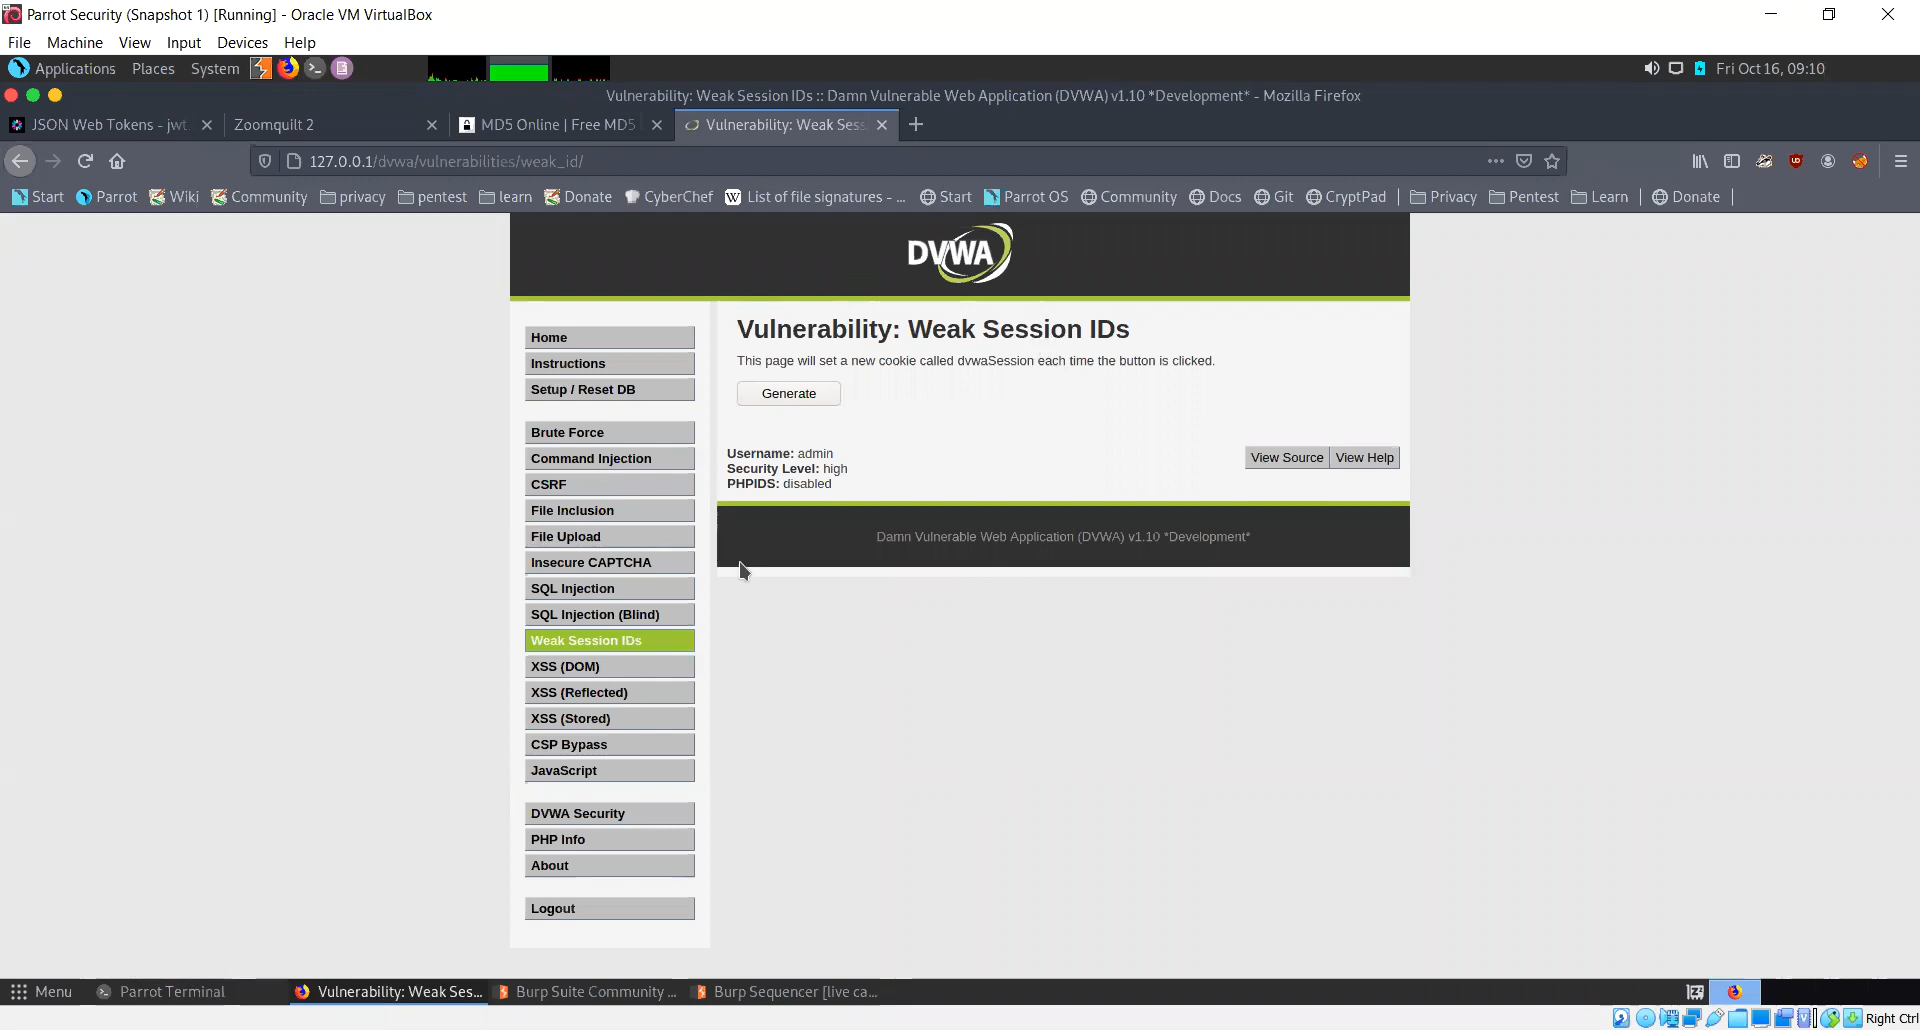 Parrot Security (Snapshot 1) [Running] - Oracle VM VirtualBox
File Machine View Input Devices Help
Applications Places System Fri Oct 16, 09:10
Vulnerability: Weak Session IDs :: Damn Vulnerable Web Application (DVWA) v1.10 *Development* - Mozilla Firefox
JSON Web Tokens - jwt Zoomquilt 2 MD5 Online | Free MD5 Vulnerability: Weak Sess
127.0.0.1/dvwa/vulnerabilities/weak_id/
Start Parrot Wiki Community privacy pentest learn Donate CyberChef List of file signatures - ... Start Parrot OS Community Docs Git CryptPad Privacy Pentest Learn Donate
DVWA
Home
Instructions
Setup / Reset DB
Brute Force
Command Injection
CSRF
File Inclusion
File Upload
Insecure CAPTCHA
SQL Injection
SQL Injection (Blind)
Weak Session IDs
XSS (DOM)
XSS (Reflected)
XSS (Stored)
CSP Bypass
JavaScript
DVWA Security
PHP Info
About
Logout
Vulnerability: Weak Session IDs
This page will set a new cookie called dvwaSession each time the button is clicked.
Generate
Username: admin
Security Level: high
PHPIDS: disabled
View Source View Help
Damn Vulnerable Web Application (DVWA) v1.10 *Development*
Menu Parrot Terminal Vulnerability: Weak Ses... Burp Suite Community ... Burp Sequencer [live ca...
Right Ctrl